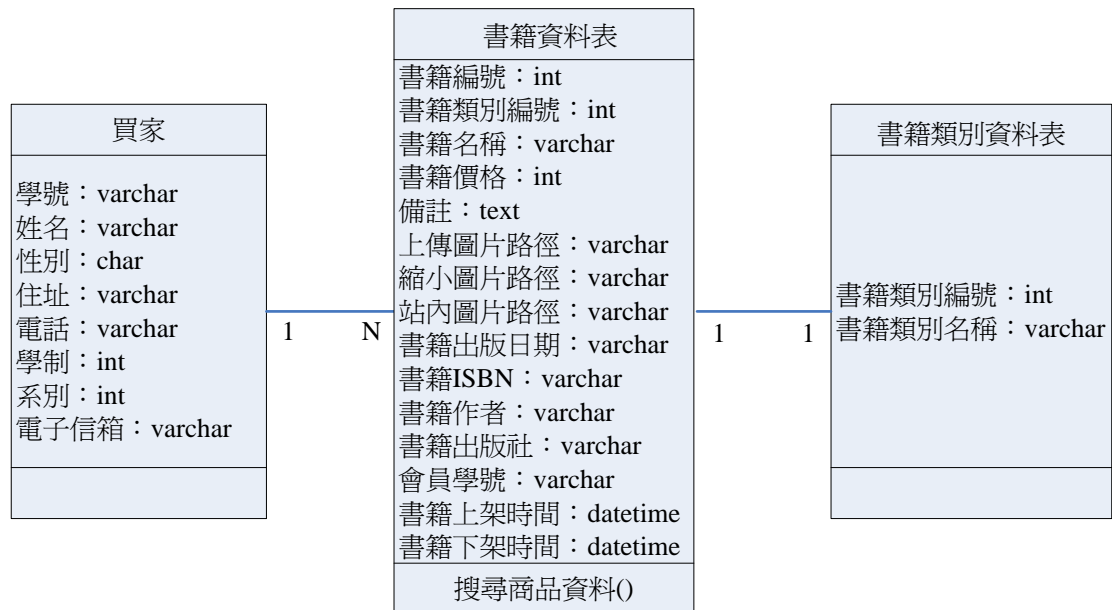 買家
學號：varchar
姓名：varchar
性別：char
住址：varchar
電話：varchar
學制：int
系別：int
電子信箱：varchar
1
N
書籍資料表
書籍編號：int
書籍類別編號：int
書籍名稱：varchar
書籍價格：int
備註：text
上傳圖片路徑：varchar
縮小圖片路徑：varchar
站內圖片路徑：varchar
書籍出版日期：varchar
書籍ISBN：varchar
書籍作者：varchar
書籍出版社：varchar
會員學號：varchar
書籍上架時間：datetime
書籍下架時間：datetime
搜尋商品資料()
1
1
書籍類別資料表
書籍類別編號：int
書籍類別名稱：varchar